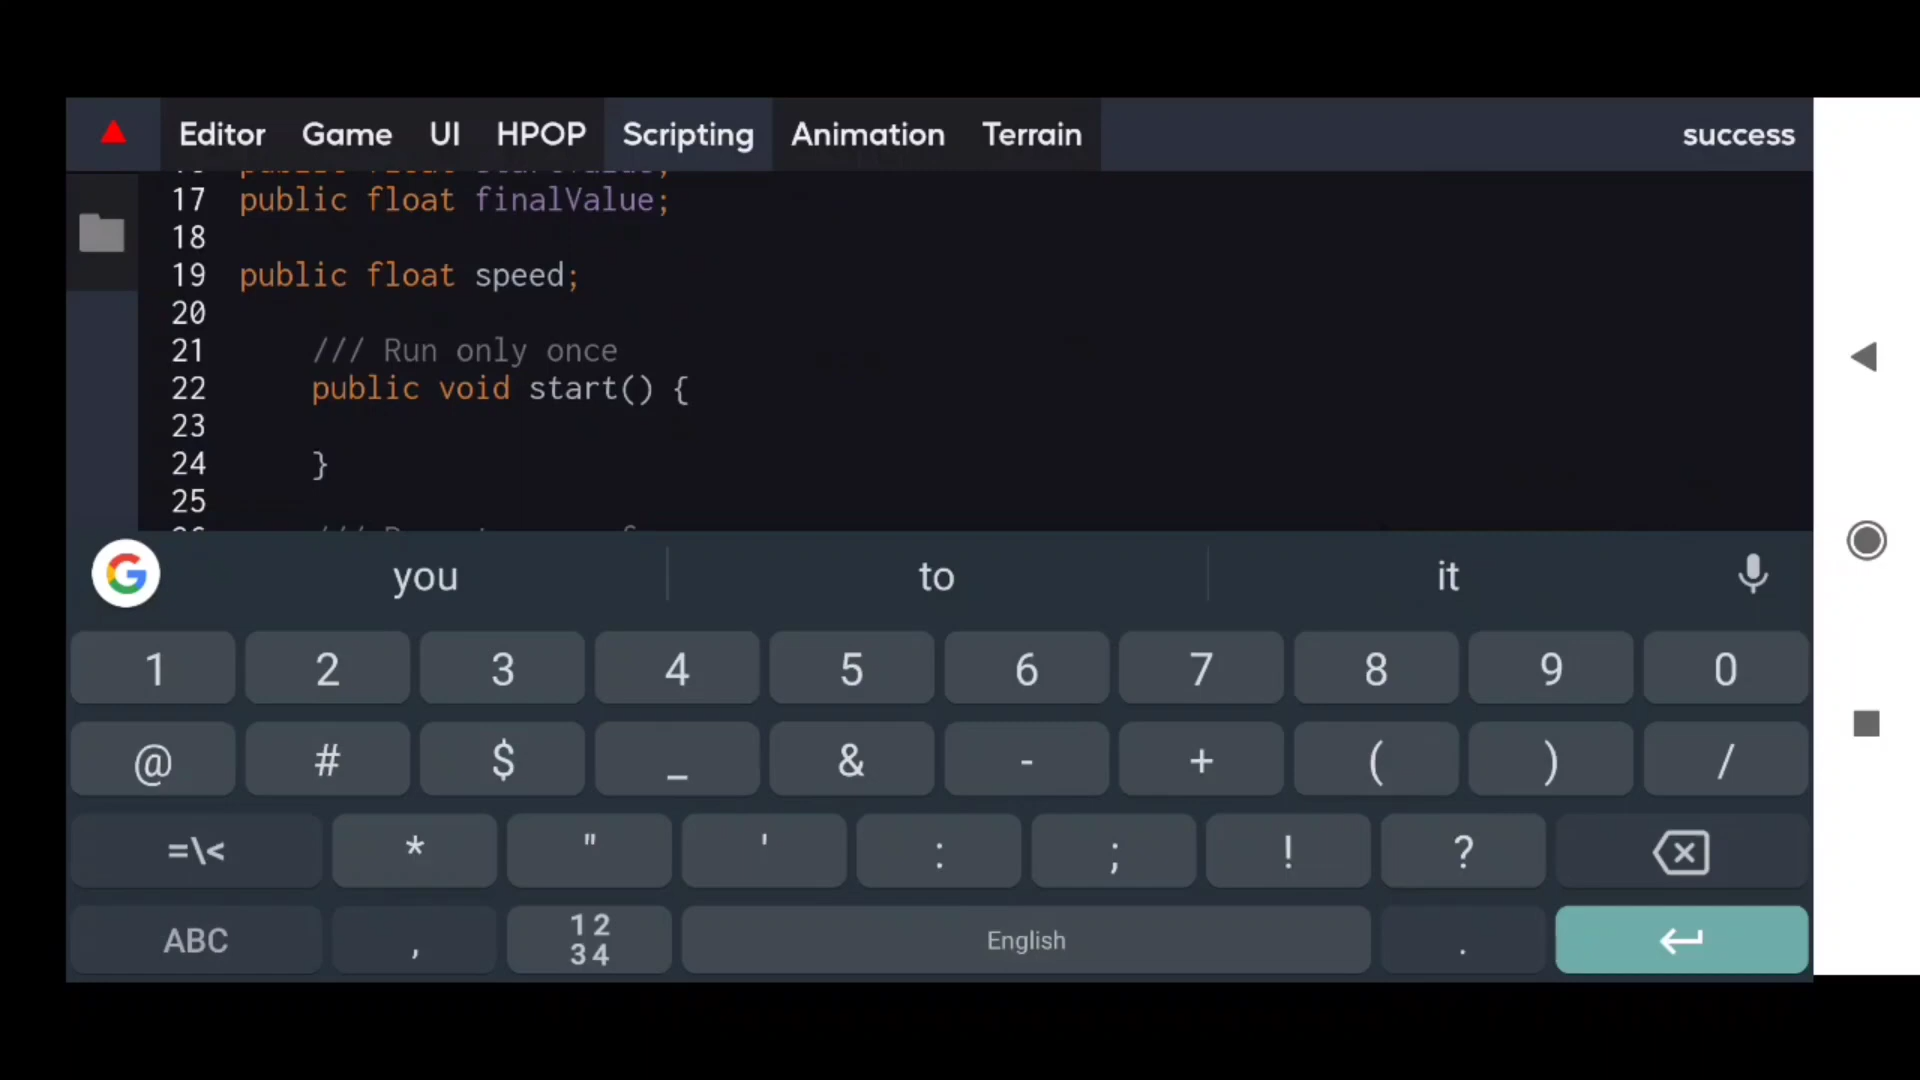 Editor Game UI HPOP Scripting Animation Terrain success
17 public float finalValue;
18
19 public float speed;
20
21 /// Run only once
22 public void start() {
23
24 }
25
you to it
1 2 3 4 5 6 7 8 9 0
@ # $ _ & - + ( ) /
=\< * " ' : ; ! ?
ABC , 12 34 English .